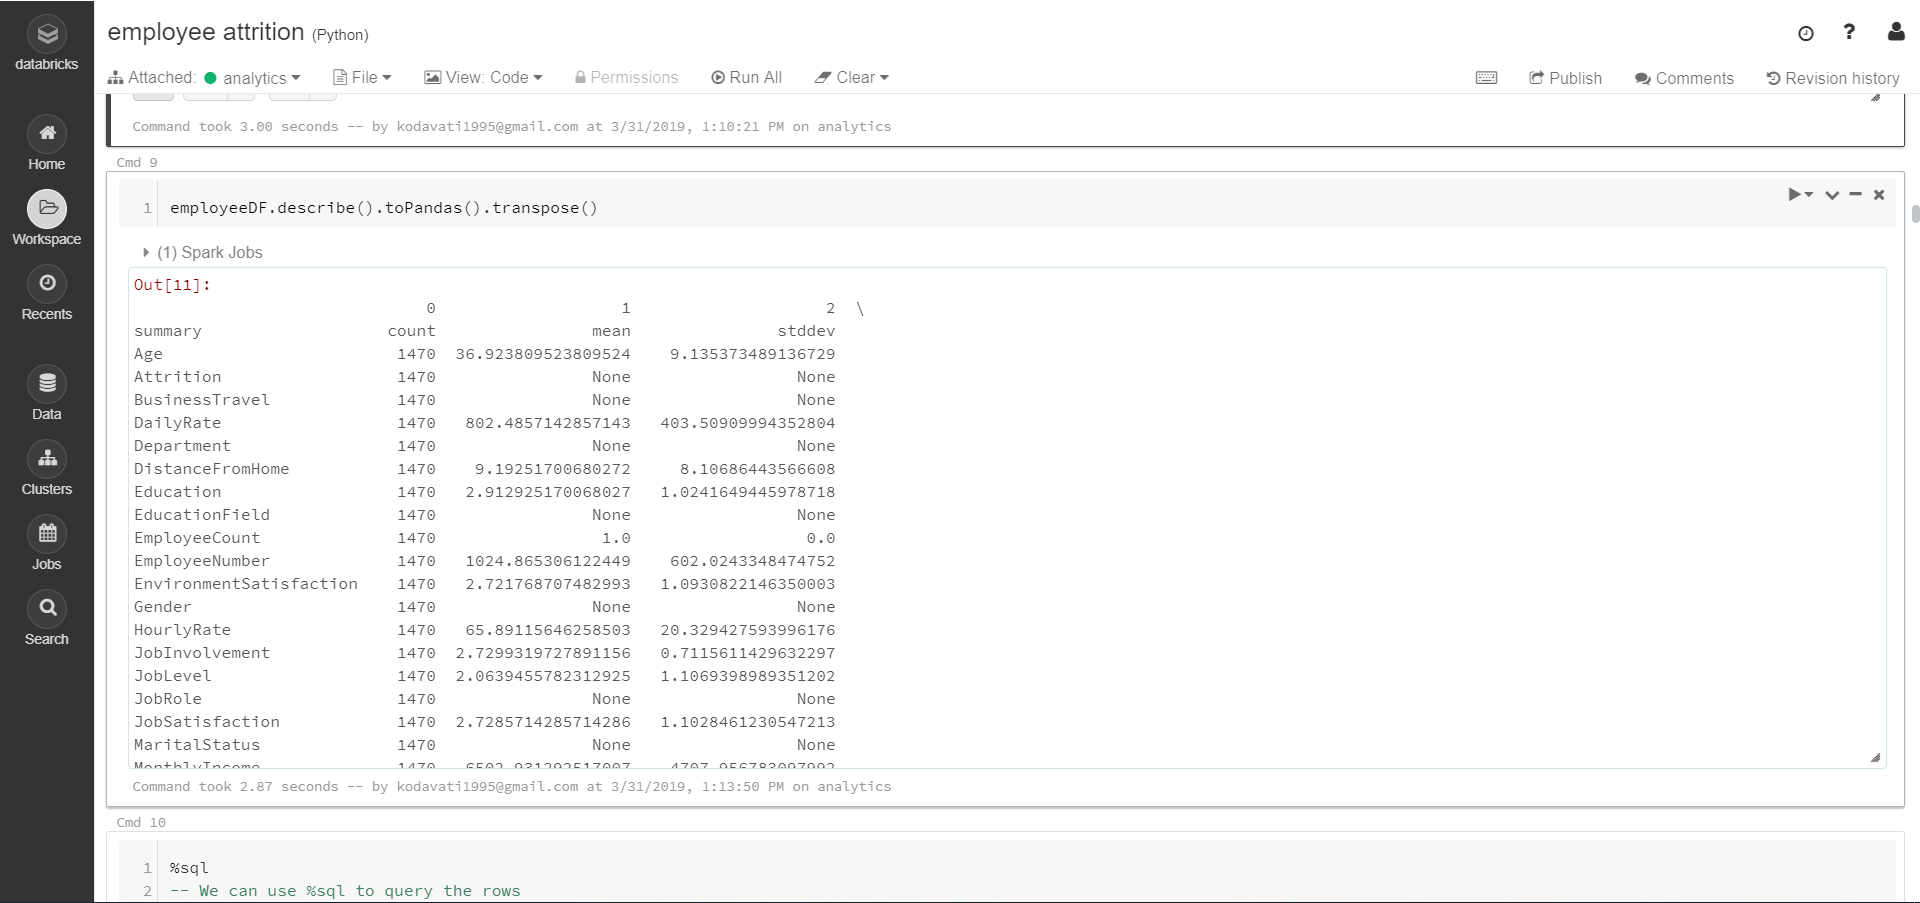 databricks
Home
Workspace
Recents
Data
Clusters
Jobs
Search
employee attrition (Python)
Attached: analytics File View: Code Permissions Run All Clear Publish Comments Revision history
Command took 3.00 seconds -- by kodavati1995@gmail.com at 3/31/2019, 1:10:21 PM on analytics
Cmd 9
1 employeeDF.describe().toPandas().transpose()
(1) Spark Jobs
Out[11]:
0 1 2 \
summary count mean stddev
Age 1470 36.923809523809524 9.135373489136729
Attrition 1470 None None
BusinessTravel 1470 None None
DailyRate 1470 802.4857142857143 403.50909994352804
Department 1470 None None
DistanceFromHome 1470 9.19251700680272 8.10686443566608
Education 1470 2.912925170068027 1.0241649445978718
EducationField 1470 None None
EmployeeCount 1470 1.0 0.0
EmployeeNumber 1470 1024.865306122449 602.0243348474752
EnvironmentSatisfaction 1470 2.721768707482993 1.0930822146350003
Gender 1470 None None
HourlyRate 1470 65.89115646258503 20.329427593996176
JobInvolvement 1470 2.7299319727891156 0.7115611429632297
JobLevel 1470 2.0639455782312925 1.1069398989351202
JobRole 1470 None None
JobSatisfaction 1470 2.7285714285714286 1.1028461230547213
MaritalStatus 1470 None None
MonthlyIncome 1470 6502.931292517007 4707.956783097992
Command took 2.87 seconds -- by kodavati1995@gmail.com at 3/31/2019, 1:13:50 PM on analytics
Cmd 10
1 %sql
2 -- We can use %sql to query the rows